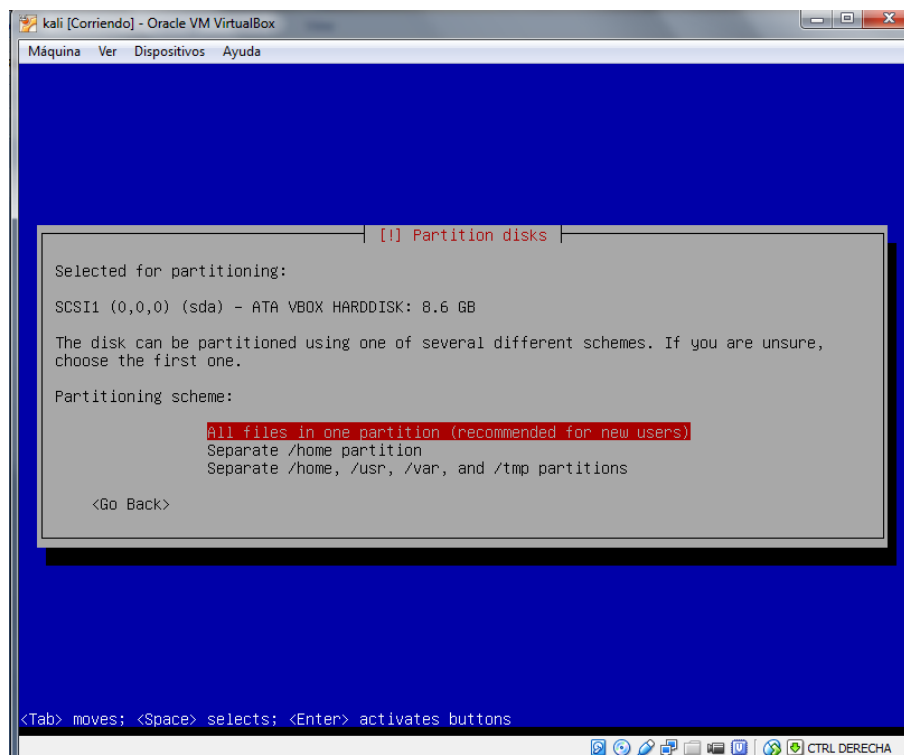 kali [Corriendo] - Oracle VM VirtualBox
Máquina Ver Dispositivos Ayuda
[!] Partition disks
Selected for partitioning:
SCSI1 (0,0,0) (sda) - ATA VBOX HARDDISK: 8.6 GB
The disk can be partitioned using one of several different schemes. If you are unsure,
choose the first one.
Partitioning scheme:
All files in one partition (recommended for new users)
Separate /home partition
Separate /home, /usr, /var, and /tmp partitions
<Go Back>
<Tab> moves; <Space> selects; <Enter> activates buttons
CTRL DERECHA